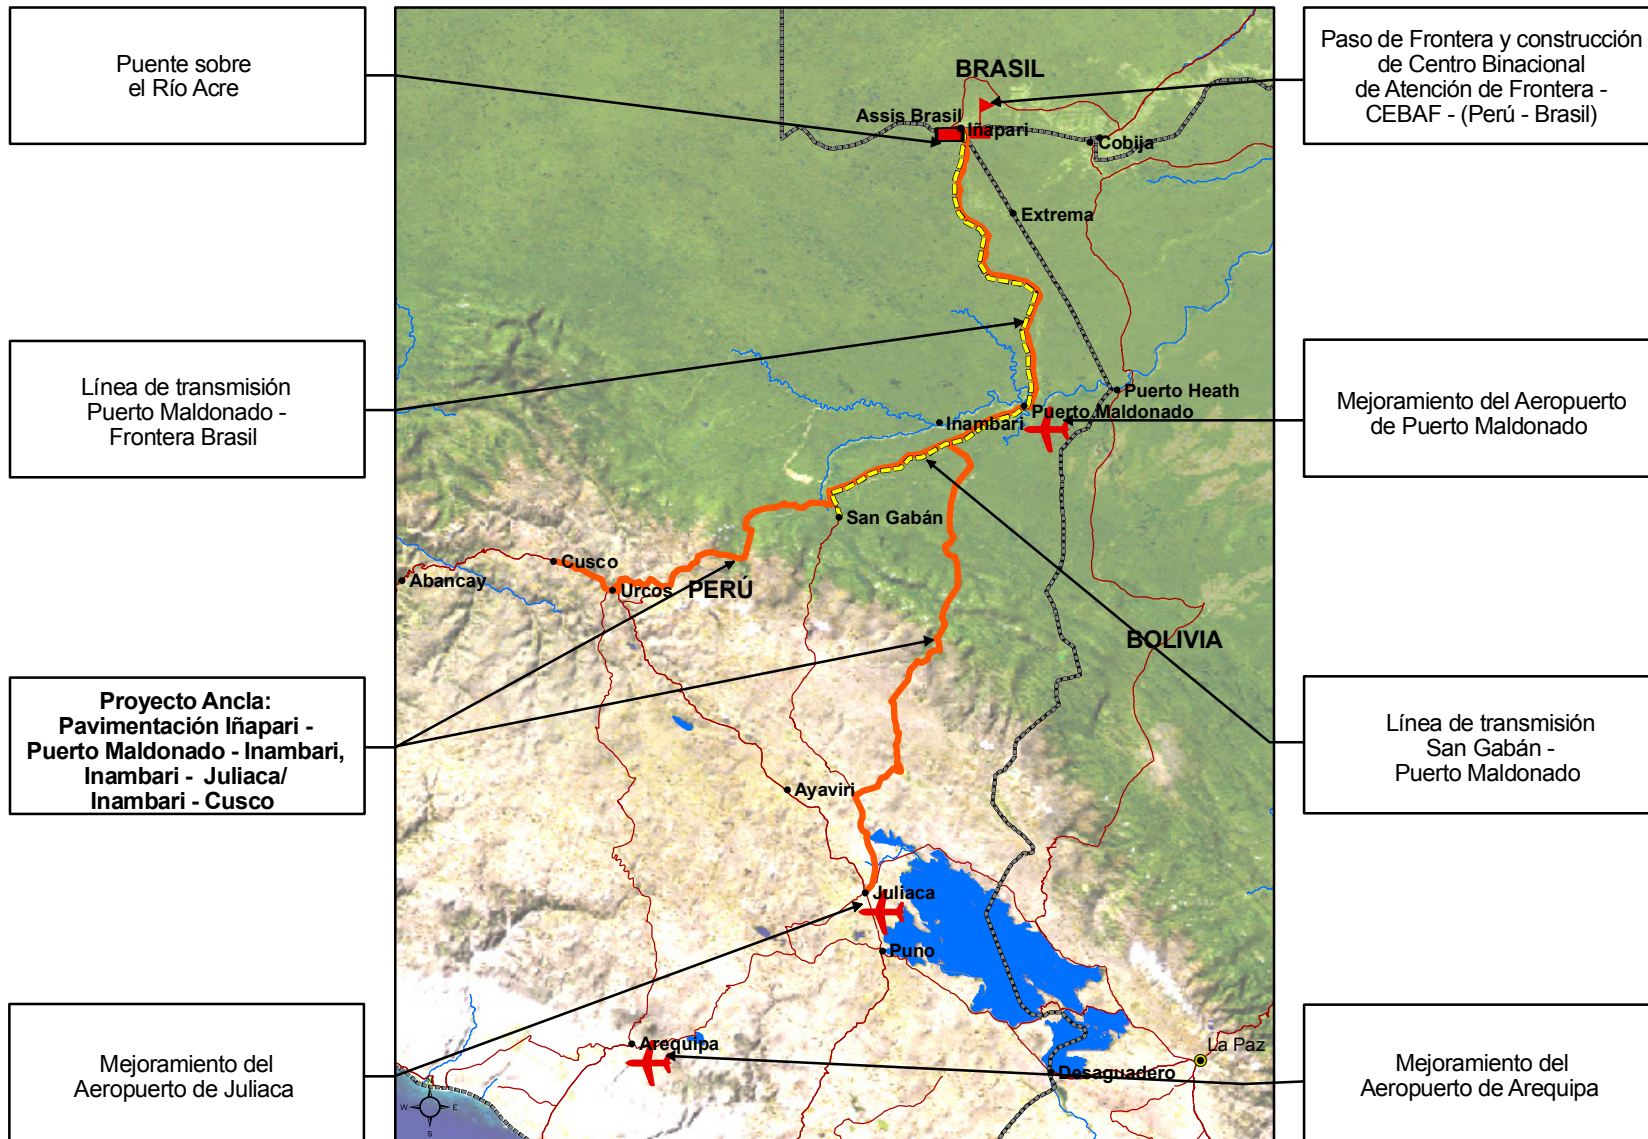 Puente sobre
el Río Acre
Línea de transmisión
Puerto Maldonado -
Frontera Brasil
Proyecto Ancla:
Pavimentación Iñapari -
Puerto Maldonado - Inambari,
Inambari - Juliaca/
Inambari - Cusco
Mejoramiento del
Aeropuerto de Juliaca
BRASIL
Assis Brasil
Iñapari
Cobija
Extrema
Puerto Heath
Puerto Maldonado
Inambari
San Gabán
Cusco
Abancay
Urcos
PERÚ
BOLIVIA
Ayaviri
Juliaca
Puno
Arequipa
La Paz
Desaguadero
W
E
S
Paso de Frontera y construcción
de Centro Binacional
de Atención de Frontera -
CEBAF - (Perú - Brasil)
Mejoramiento del Aeropuerto
de Puerto Maldonado
Línea de transmisión
San Gabán -
Puerto Maldonado
Mejoramiento del
Aeropuerto de Arequipa